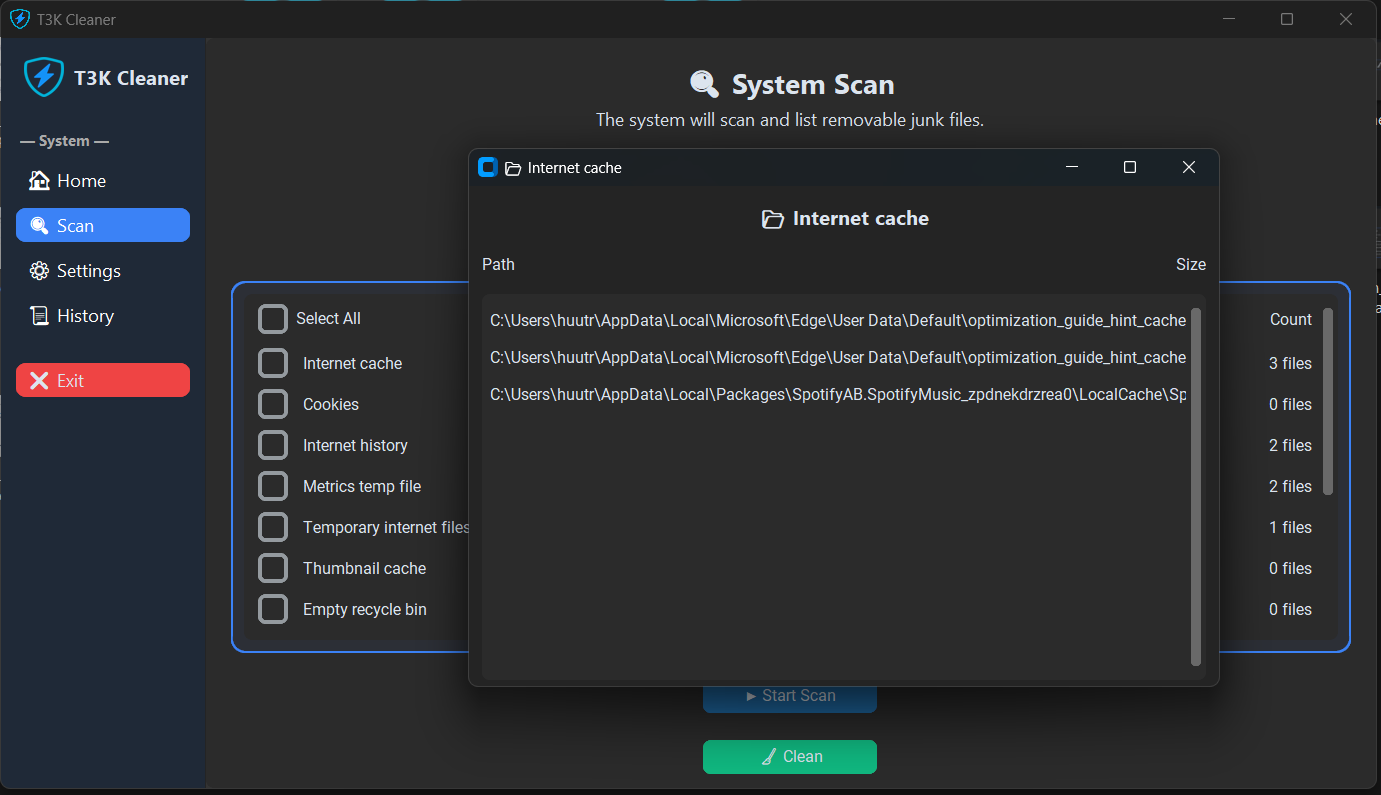 T3K Cleaner
T3K Cleaner
— System —
Home
Scan
Settings
History
Exit
System Scan
The system will scan and list removable junk files.
Internet cache
Internet cache
Path Size
C:\Users\huutr\AppData\Local\Microsoft\Edge\User Data\Default\optimization_guide_hint_cache
C:\Users\huutr\AppData\Local\Microsoft\Edge\User Data\Default\optimization_guide_hint_cache
C:\Users\huutr\AppData\Local\Packages\SpotifyAB.SpotifyMusic_zpdnekdrzrea0\LocalCache\Sp
Select All Count
Internet cache 3 files
Cookies 0 files
Internet history 2 files
Metrics temp file 2 files
Temporary internet files 1 files
Thumbnail cache 0 files
Empty recycle bin 0 files
Start Scan
Clean